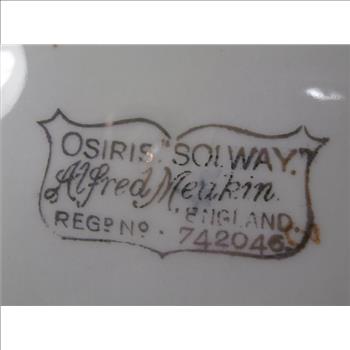 OSIRIS. "SOLWAY."
Alfred Meakin.
ENGLAND.
REGD NO. 742046